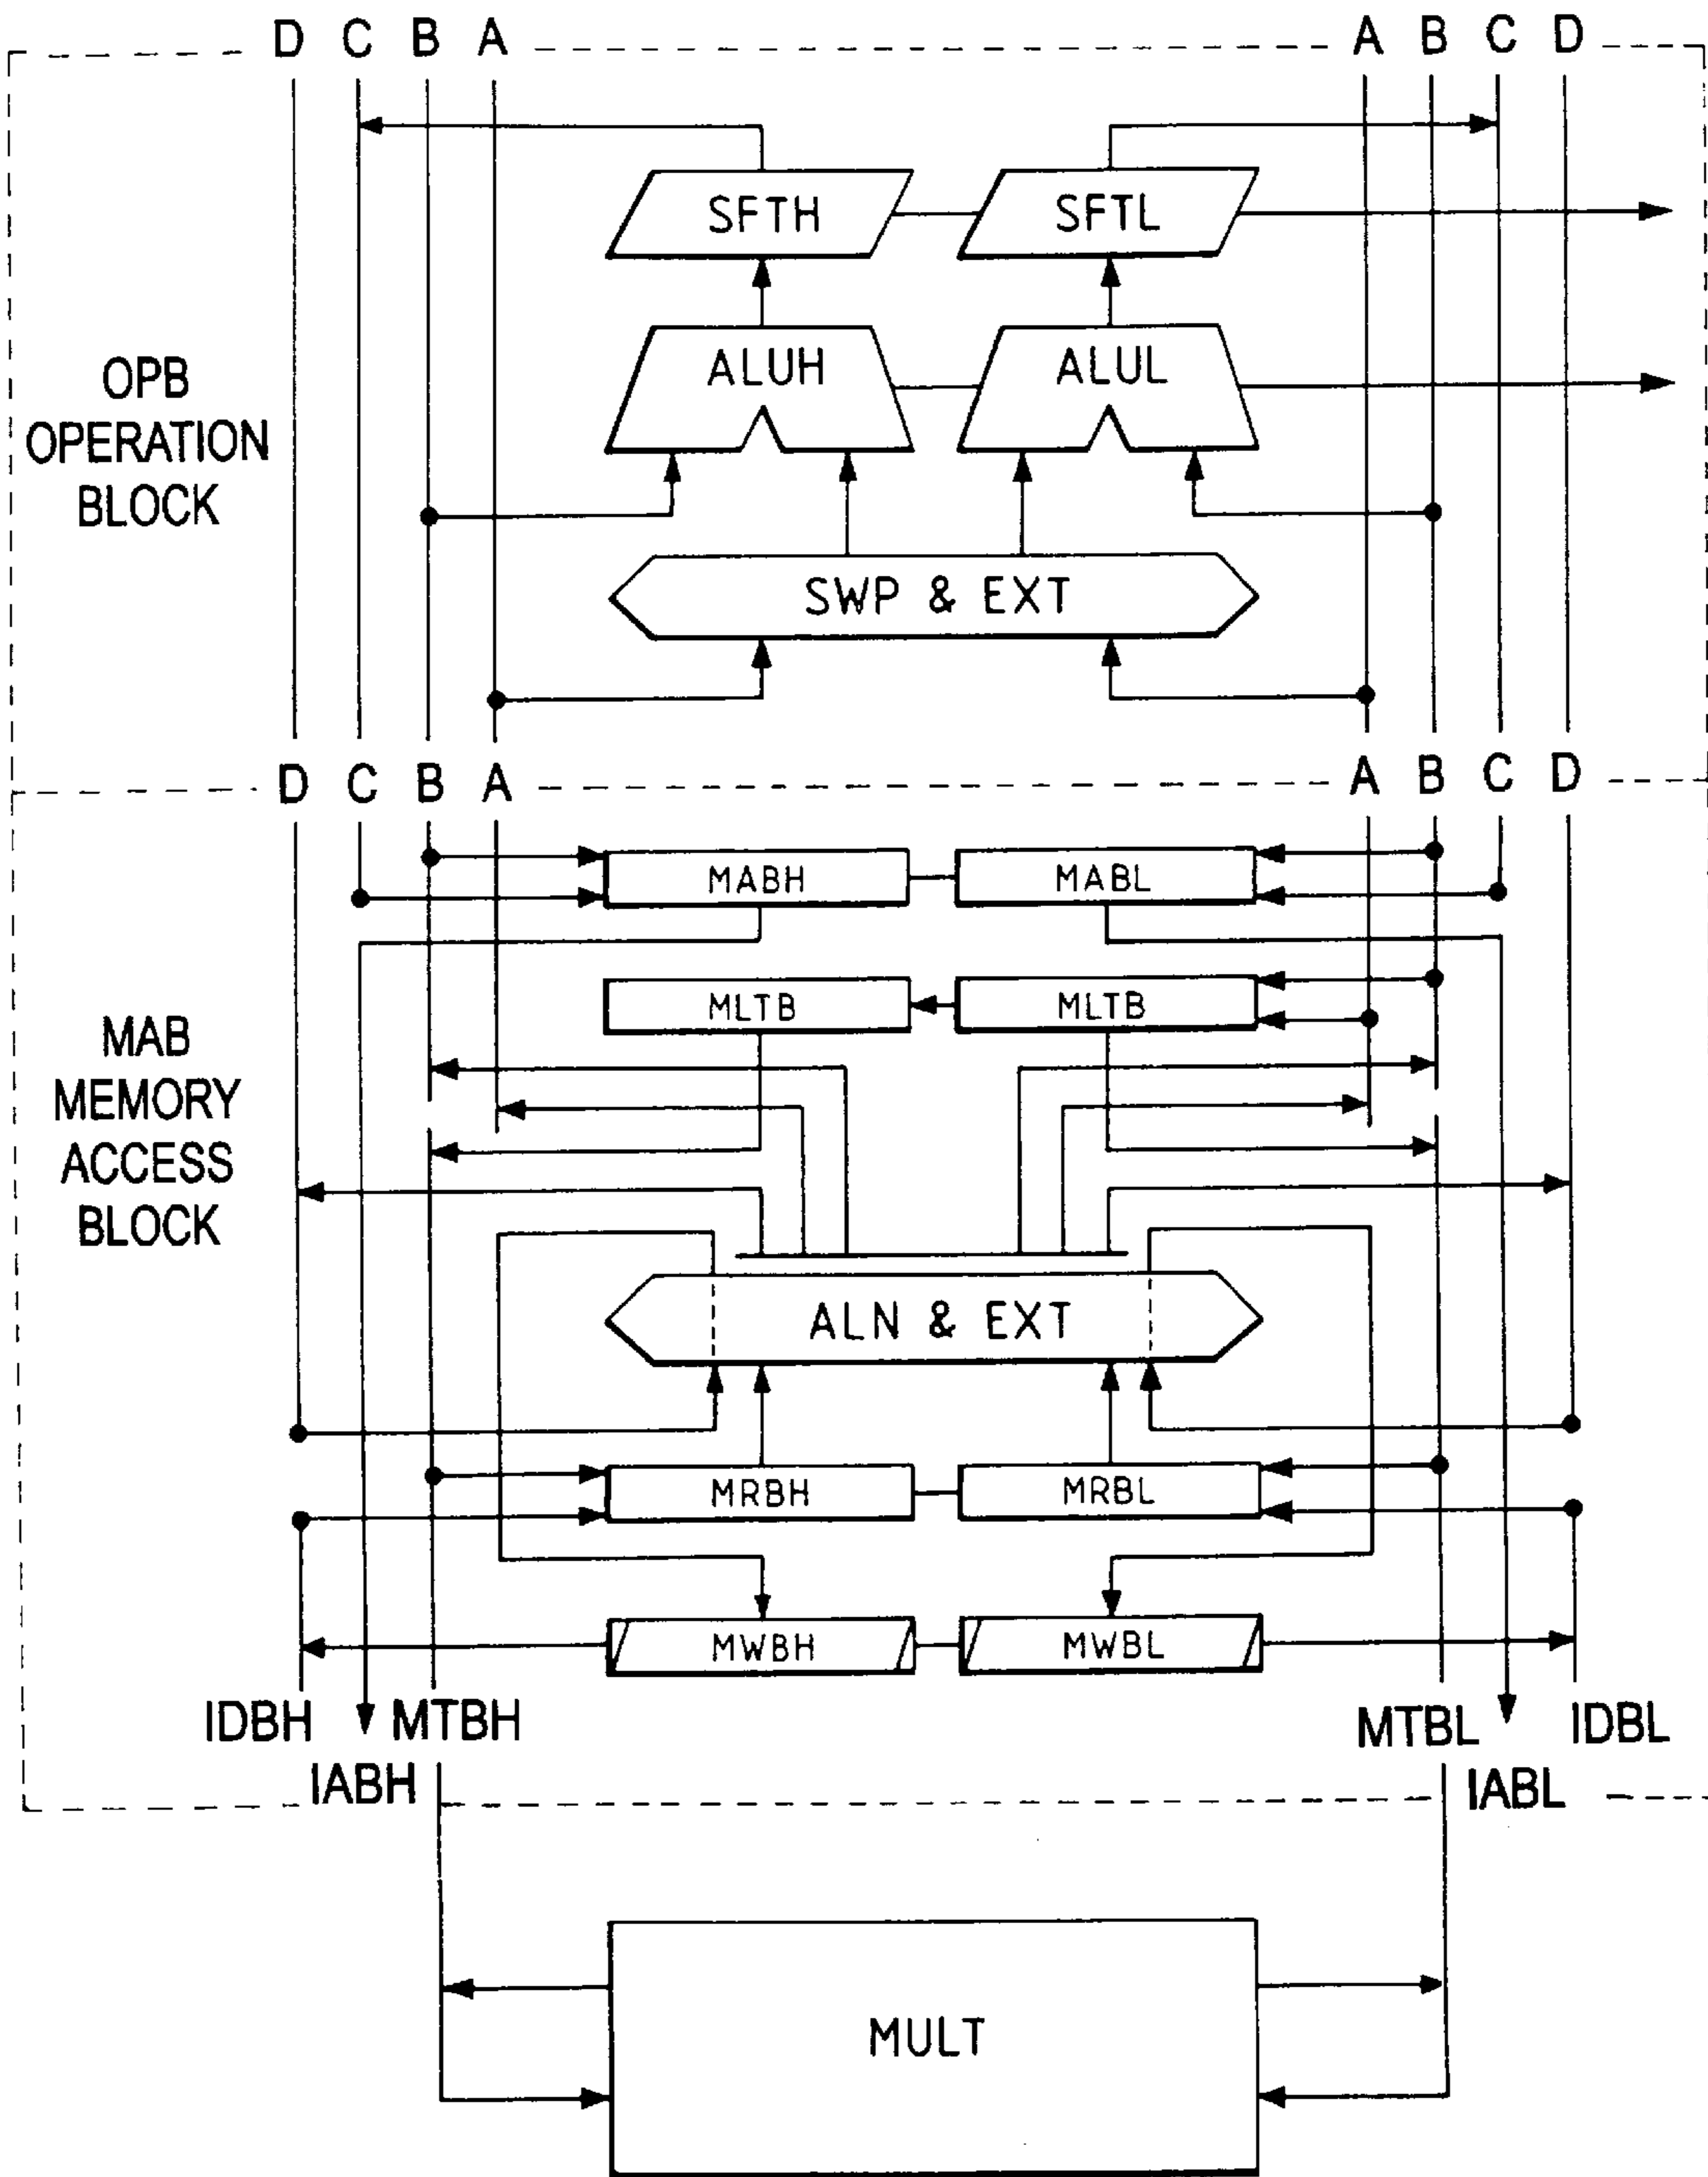 D C B A A B C D
SFTH SFTL
ALUH ALUL
OPB
OPERATION
BLOCK
SWP & EXT
D C B A A B C D
MABH MABL
MLTB MLTB
MAB
MEMORY
ACCESS
BLOCK
ALN & EXT
MRBH MRBL
MWBH MWBL
IDBH MTBH MTBL IDBL
IABH IABL
MULT